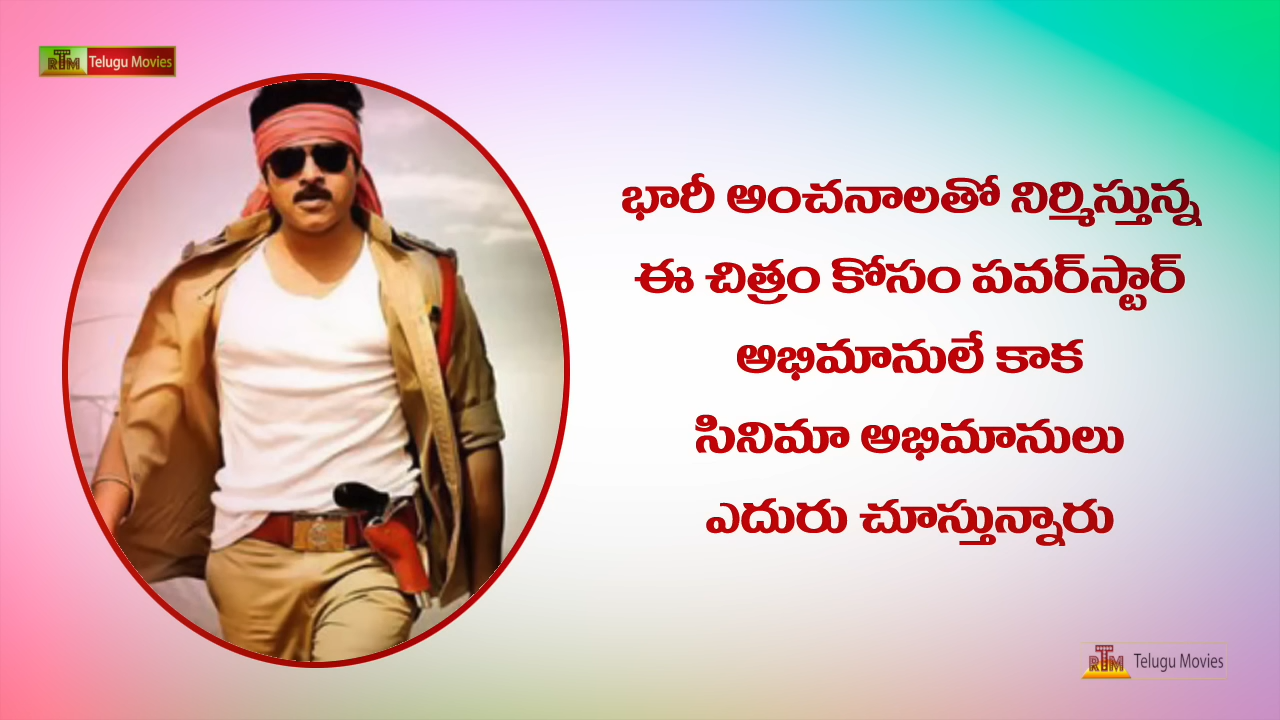 RTM Telugu Movies
భారీ అంచనాలతో నిర్మిస్తున్న
ఈ చిత్రం కోసం పవర్‌స్టార్
అభిమానులే కాక
సినిమా అభిమానులు
ఎదురు చూస్తున్నారు
RTM Telugu Movies